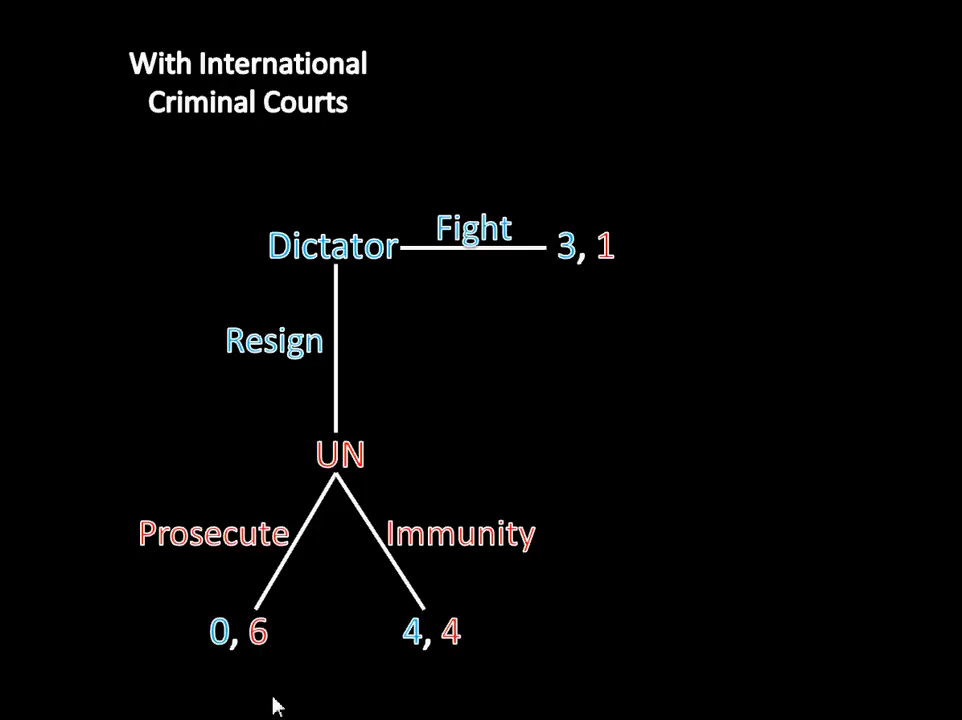 With International
Criminal Courts
Dictator
Fight
3, 1
Resign
UN
Prosecute
Immunity
0, 6
4, 4